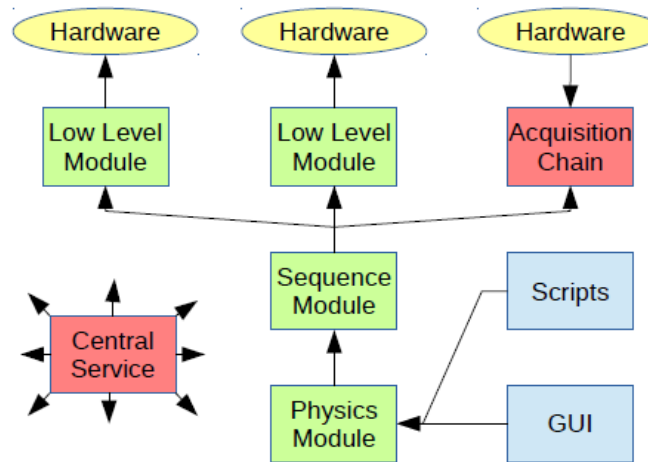 Hardware
Hardware
Hardware
Low Level
Module
Low Level
Module
Acquisition
Chain
Sequence
Module
Scripts
Central
Service
Physics
Module
GUI